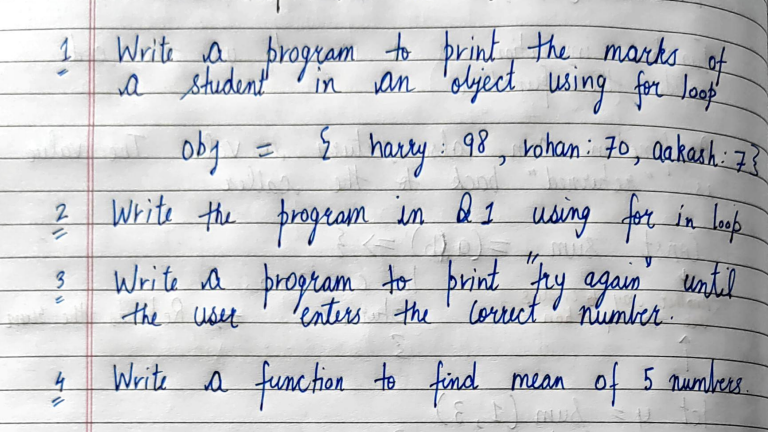 1 Write a program to print the marks of
a student in an object using for loop
obj = { harry : 98, rohan: 70, aakash: 7}
2 Write the program in Q1 using for in loop
3 Write a program to print "try again" until
the user enters the correct number.
4 Write a function to find mean of 5 numbers.